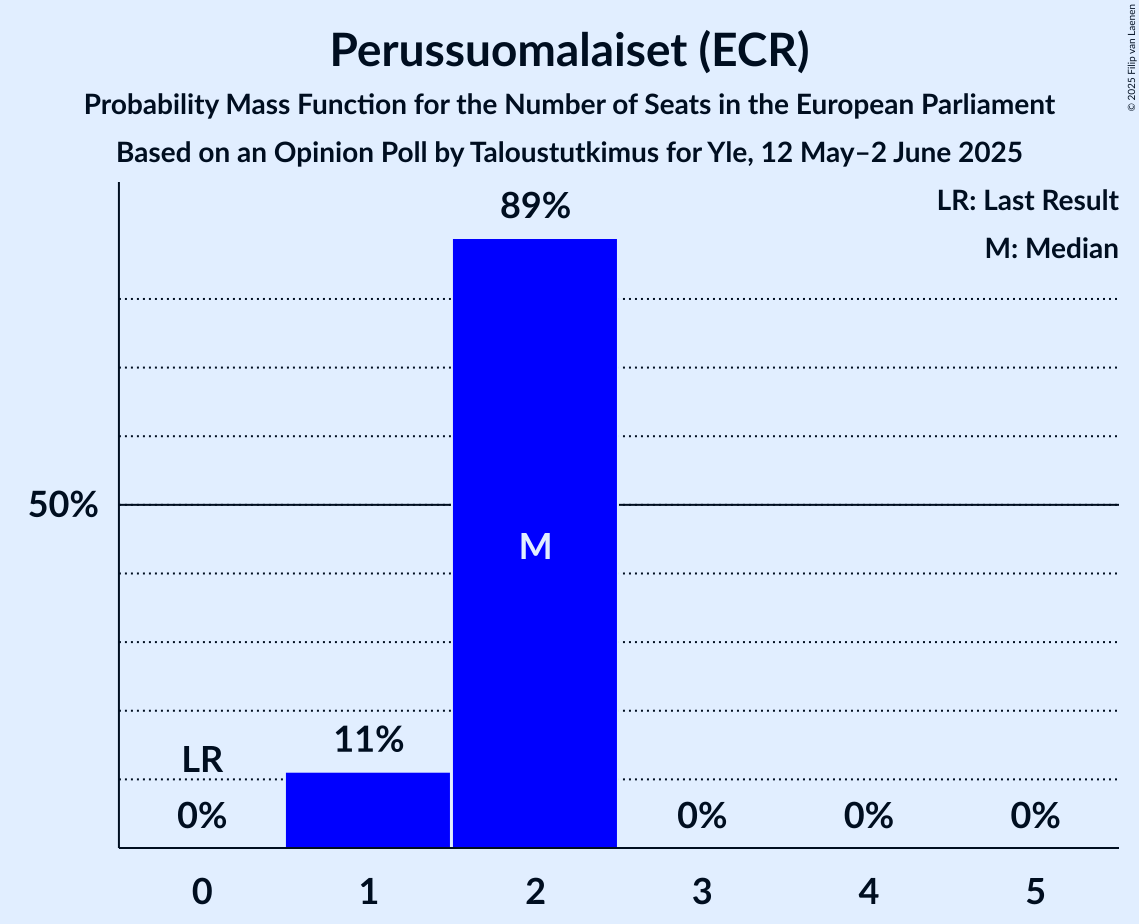 Perussuomalaiset (ECR)
Probability Mass Function for the Number of Seats in the European Parliament
Based on an Opinion Poll by Taloustutkimus for Yle, 12 May–2 June 2025
© 2025 Filip van Laenen
LR: Last Result
M: Median
89%
50%
M
11%
LR
0%
0%
0%
0%
0
1
2
3
4
5